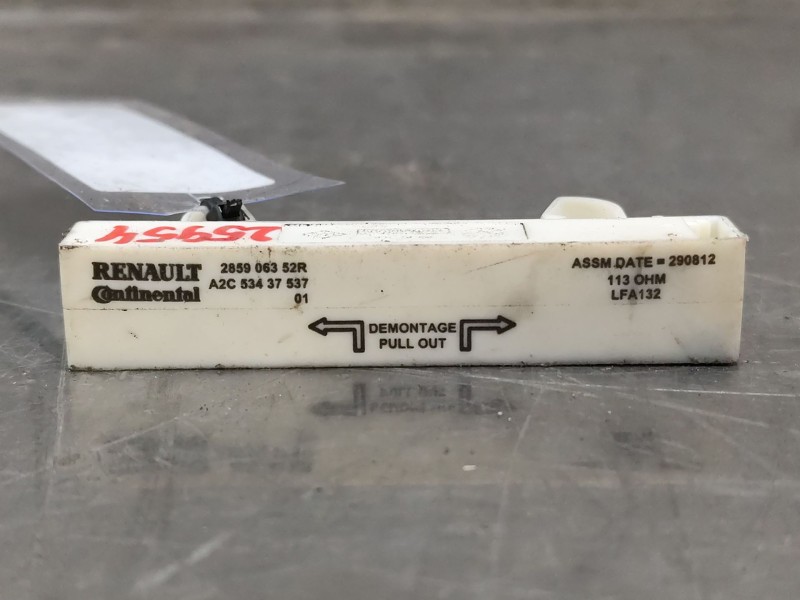 25954
RENAULT
Continental
2859 063 52R
A2C 534 37 537
01
DEMONTAGE
PULL OUT
ASSM.DATE = 290812
113 OHM
LFA132